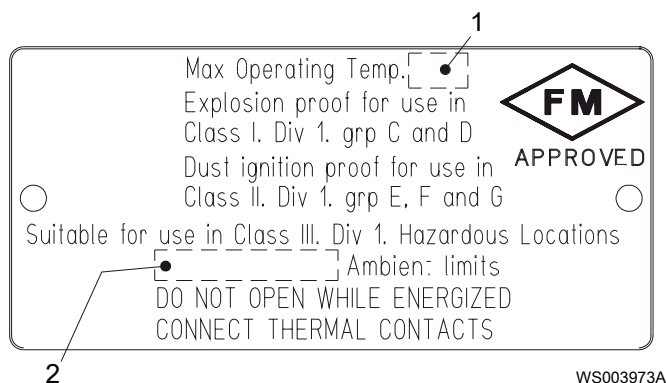 1
Max Operating Temp.
Explosion proof for use in
Class I. Div 1. grp C and D
FM
APPROVED
Dust ignition proof for use in
Class II. Div 1. grp E, F and G
Suitable for use in Class III. Div 1. Hazardous Locations
Ambien: limits
DO NOT OPEN WHILE ENERGIZED
CONNECT THERMAL CONTACTS
2
WS003973A